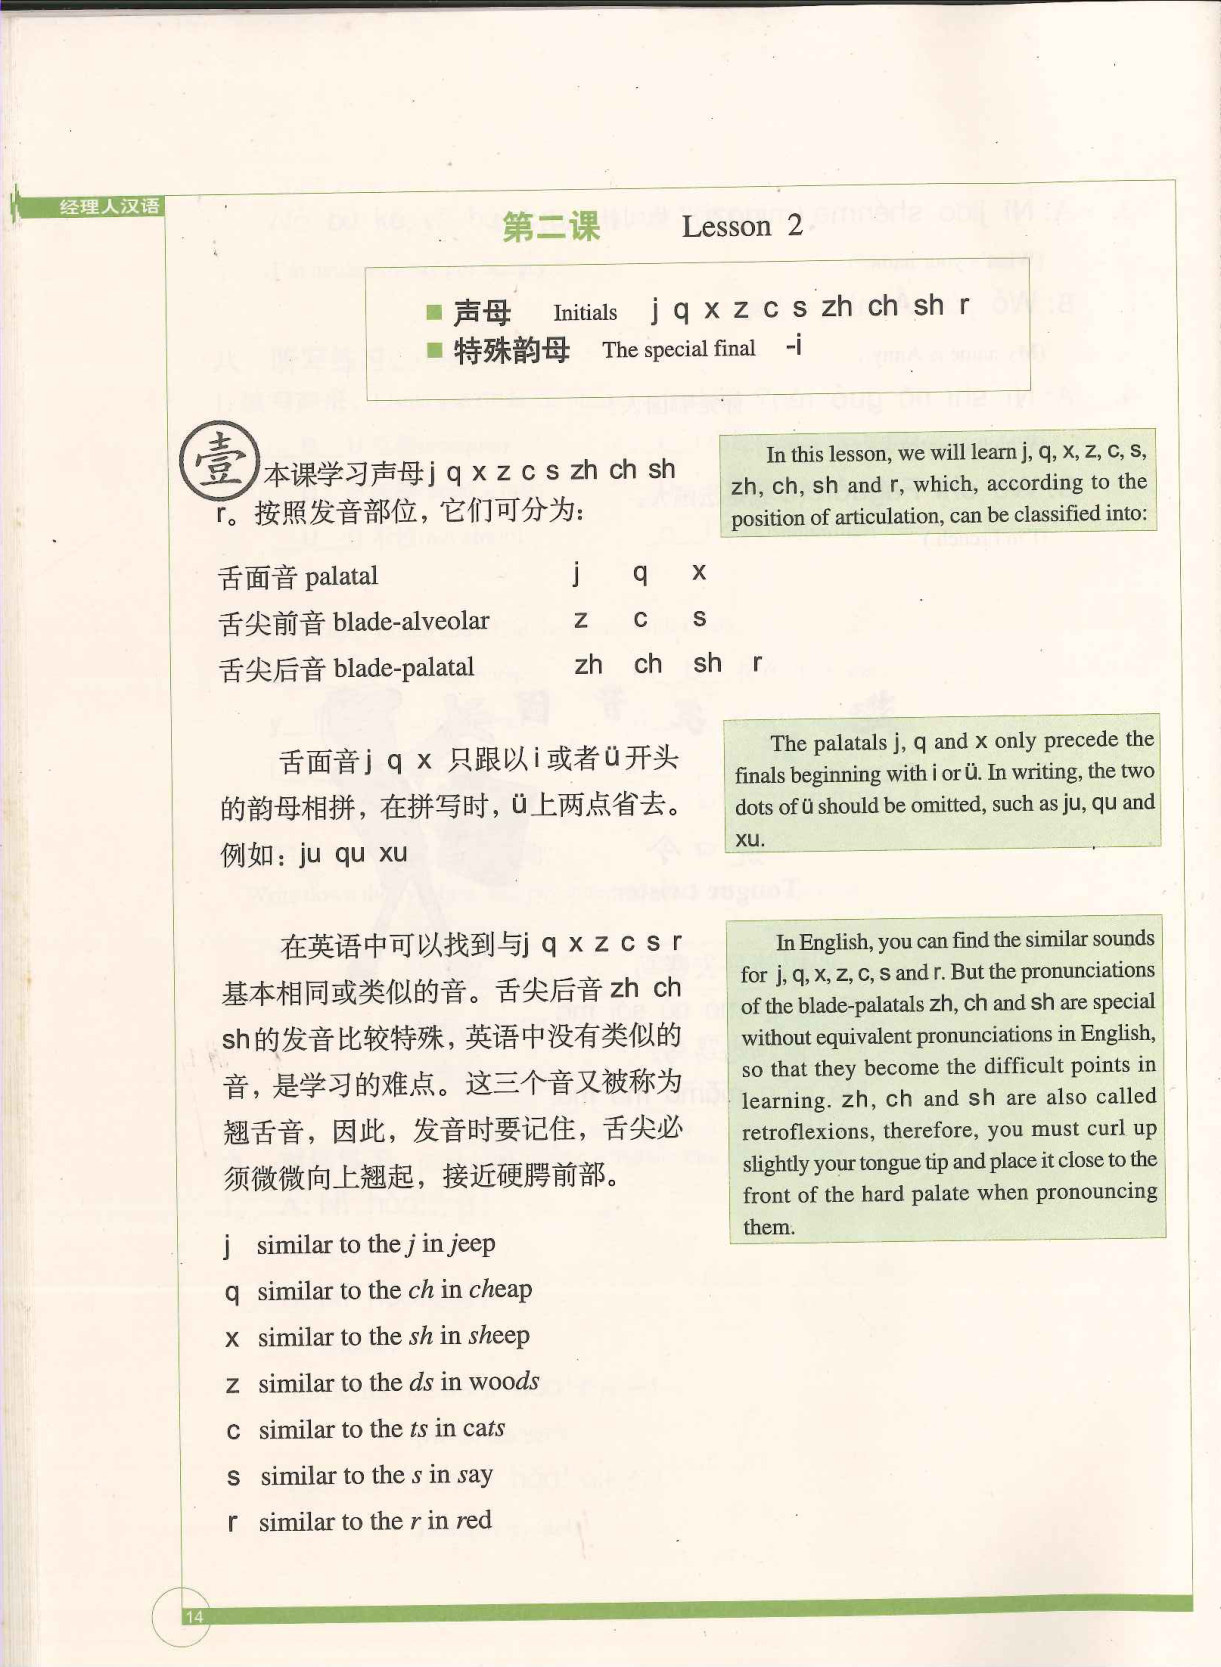 经理人汉语
第二课 Lesson 2
声母 Initials j q x z c s zh ch sh r
特殊韵母 The special final -i
壹
本课学习声母 j q x z c s zh ch sh
r。按照发音部位，它们可分为：
In this lesson, we will learn j, q, x, z, c, s,
zh, ch, sh and r, which, according to the
position of articulation, can be classified into:
舌面音 palatal j q x
舌尖前音 blade-alveolar z c s
舌尖后音 blade-palatal zh ch sh r
舌面音 j q x 只跟以 i 或者 ü 开头
的韵母相拼，在拼写时，ü 上两点省去。
例如：ju qu xu
The palatals j, q and x only precede the
finals beginning with i or ü. In writing, the two
dots of ü should be omitted, such as ju, qu and
xu.
在英语中可以找到与 j q x z c s r
基本相同或类似的音。舌尖后音 zh ch
sh 的发音比较特殊，英语中没有类似的
音，是学习的难点。这三个音又被称为
翘舌音，因此，发音时要记住，舌尖必
须微微向上翘起，接近硬腭前部。
In English, you can find the similar sounds
for j, q, x, z, c, s and r. But the pronunciations
of the blade-palatals zh, ch and sh are special
without equivalent pronunciations in English,
so that they become the difficult points in
learning. zh, ch and sh are also called
retroflexions, therefore, you must curl up
slightly your tongue tip and place it close to the
front of the hard palate when pronouncing
them.
j similar to the j in jeep
q similar to the ch in cheap
x similar to the sh in sheep
z similar to the ds in woods
c similar to the ts in cats
s similar to the s in say
r similar to the r in red
14